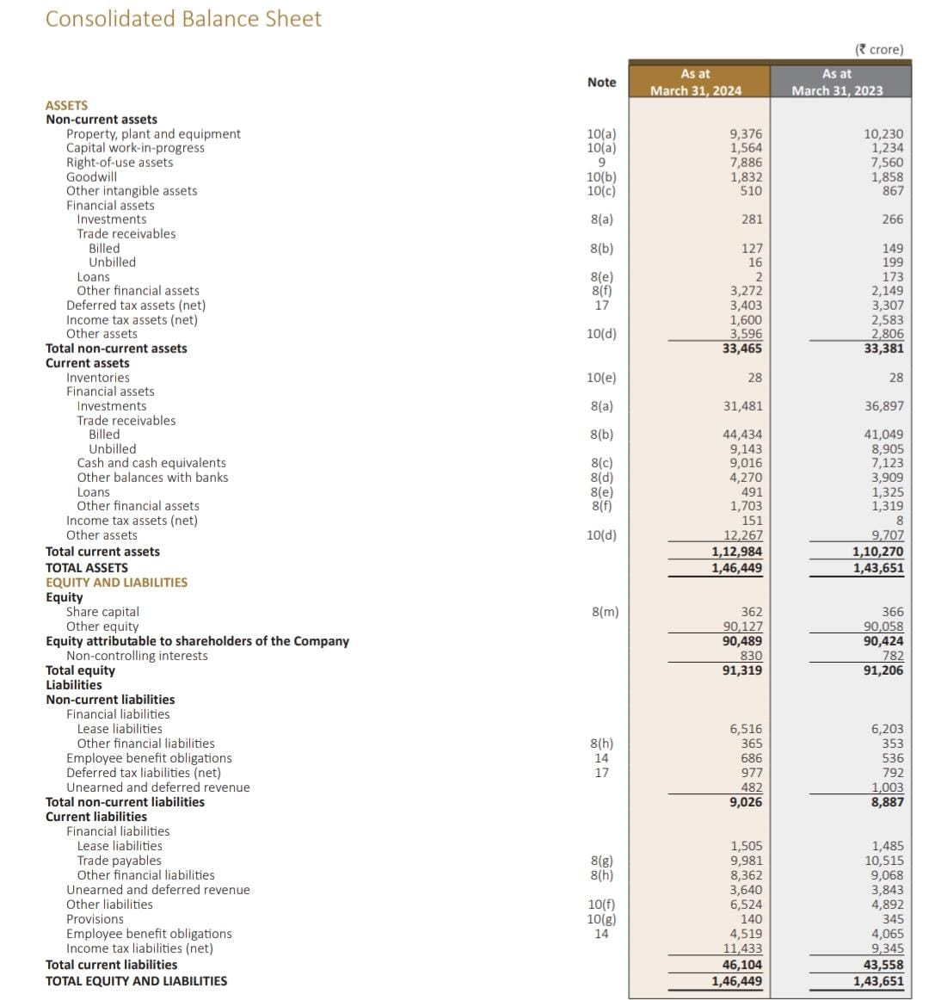 Consolidated Balance Sheet
(₹ crore)
Note As at March 31, 2024 As at March 31, 2023
ASSETS
Non-current assets
Property, plant and equipment 10(a) 9,376 10,230
Capital work-in-progress 10(a) 1,564 1,234
Right-of-use assets 9 7,886 7,560
Goodwill 10(b) 1,832 1,858
Other intangible assets 10(c) 510 867
Financial assets
Investments 8(a) 281 266
Trade receivables
Billed 8(b) 127 149
Unbilled 16 199
Loans 8(e) 2 173
Other financial assets 8(f) 3,272 2,149
Deferred tax assets (net) 17 3,403 3,307
Income tax assets (net) 1,600 2,583
Other assets 10(d) 3,596 2,806
Total non-current assets 33,465 33,381
Current assets
Inventories 10(e) 28 28
Financial assets
Investments 8(a) 31,481 36,897
Trade receivables
Billed 8(b) 44,434 41,049
Unbilled 9,143 8,905
Cash and cash equivalents 8(c) 9,016 7,123
Other balances with banks 8(d) 4,270 3,909
Loans 8(e) 491 1,325
Other financial assets 8(f) 1,703 1,319
Income tax assets (net) 151 8
Other assets 10(d) 12,267 9,707
Total current assets 1,12,984 1,10,270
TOTAL ASSETS 1,46,449 1,43,651
EQUITY AND LIABILITIES
Equity
Share capital 8(m) 362 366
Other equity 90,127 90,058
Equity attributable to shareholders of the Company 90,489 90,424
Non-controlling interests 830 782
Total equity 91,319 91,206
Liabilities
Non-current liabilities
Financial liabilities
Lease liabilities 6,516 6,203
Other financial liabilities 8(h) 365 353
Employee benefit obligations 14 686 536
Deferred tax liabilities (net) 17 977 792
Unearned and deferred revenue 482 1,003
Total non-current liabilities 9,026 8,887
Current liabilities
Financial liabilities
Lease liabilities 1,505 1,485
Trade payables 8(g) 9,981 10,515
Other financial liabilities 8(h) 8,362 9,068
Unearned and deferred revenue 3,640 3,843
Other liabilities 10(f) 6,524 4,892
Provisions 10(g) 140 345
Employee benefit obligations 14 4,519 4,065
Income tax liabilities (net) 11,433 9,345
Total current liabilities 46,104 43,558
TOTAL EQUITY AND LIABILITIES 1,46,449 1,43,651